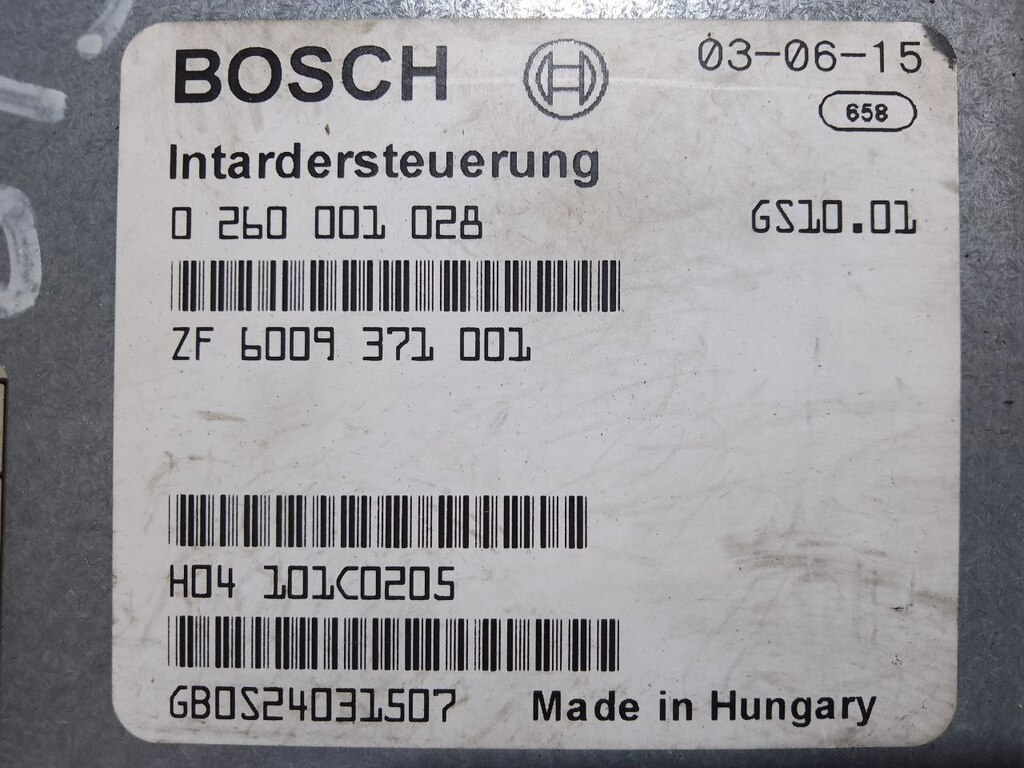 BOSCH 03-06-15
658
Intardersteuerung
0 260 001 028 GS10.01
ZF 6009 371 001
H04 101C0205
GB0S24031507 Made in Hungary